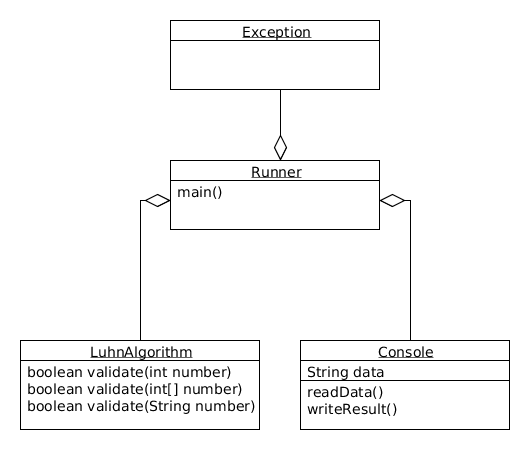 Exception
Runner
main()
LuhnAlgorithm
boolean validate(int number)
boolean validate(int[] number)
boolean validate(String number)
Console
String data
readData()
writeResult()